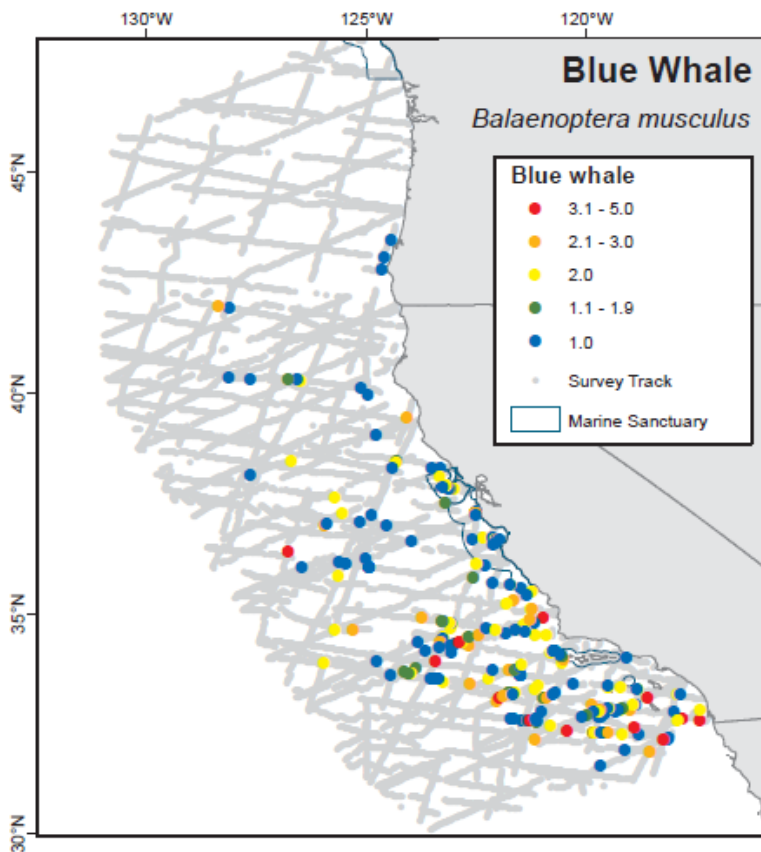 130°W 125°W 120°W
Blue Whale
Balaenoptera musculus
45°N
Blue whale
3.1 - 5.0
2.1 - 3.0
2.0
1.1 - 1.9
1.0
Survey Track
Marine Sanctuary
40°N
35°N
30°N